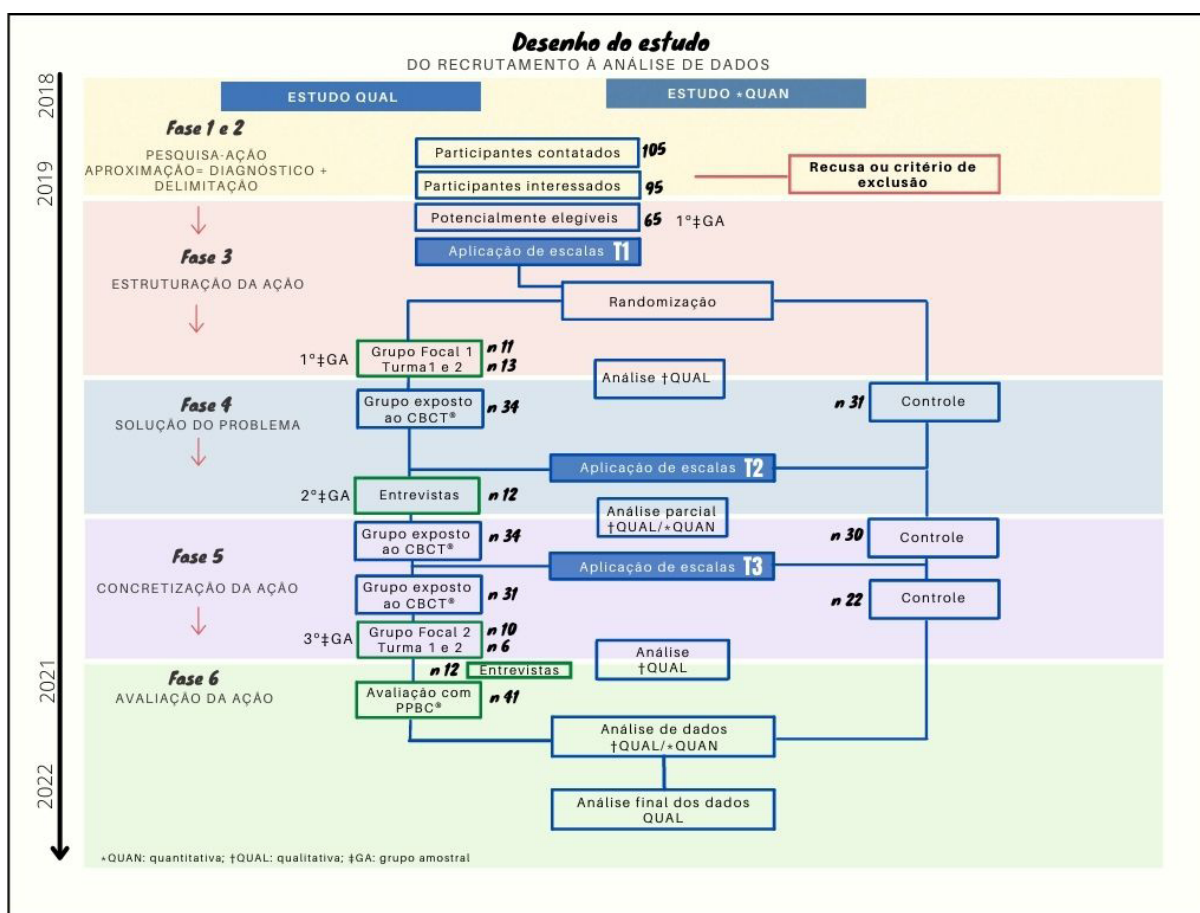 Desenho do estudo
DO RECRUTAMENTO À ANÁLISE DE DADOS
2018
ESTUDO QUAL
ESTUDO *QUAN
Fase 1 e 2
PESQUISA-AÇÃO
APROXIMAÇÃO= DIAGNÓSTICO +
DELIMITAÇÃO
2019
Participantes contatados
105
Participantes interessados
95
Recusa ou critério de
exclusão
Potencialmente elegíveis
65
1º‡GA
Aplicação de escalas T1
Fase 3
ESTRUTURAÇÃO DA AÇÃO
Randomização
1º‡GA
Grupo Focal 1
Turma1 e 2
n 11
n 13
Análise †QUAL
Fase 4
SOLUÇÃO DO PROBLEMA
Grupo exposto
ao CBCT®
n 34
n 31
Controle
Aplicação de escalas T2
2º‡GA
Entrevistas
n 12
Análise parcial
†QUAL/*QUAN
Fase 5
CONCRETIZAÇÃO DA AÇÃO
Grupo exposto
ao CBCT®
n 34
n 30
Controle
Aplicação de escalas T3
Grupo exposto
ao CBCT®
n 31
n 22
Controle
3º‡GA
Grupo Focal 2
Turma 1 e 2
n 10
n 6
Análise
†QUAL
2021
Fase 6
AVALIAÇÃO DA AÇÃO
n 12
Entrevistas
Avaliação com
PPBC®
n 41
Análise de dados
†QUAL/*QUAN
2022
Análise final dos dados
QUAL
*QUAN: quantitativa; †QUAL: qualitativa; ‡GA: grupo amostral